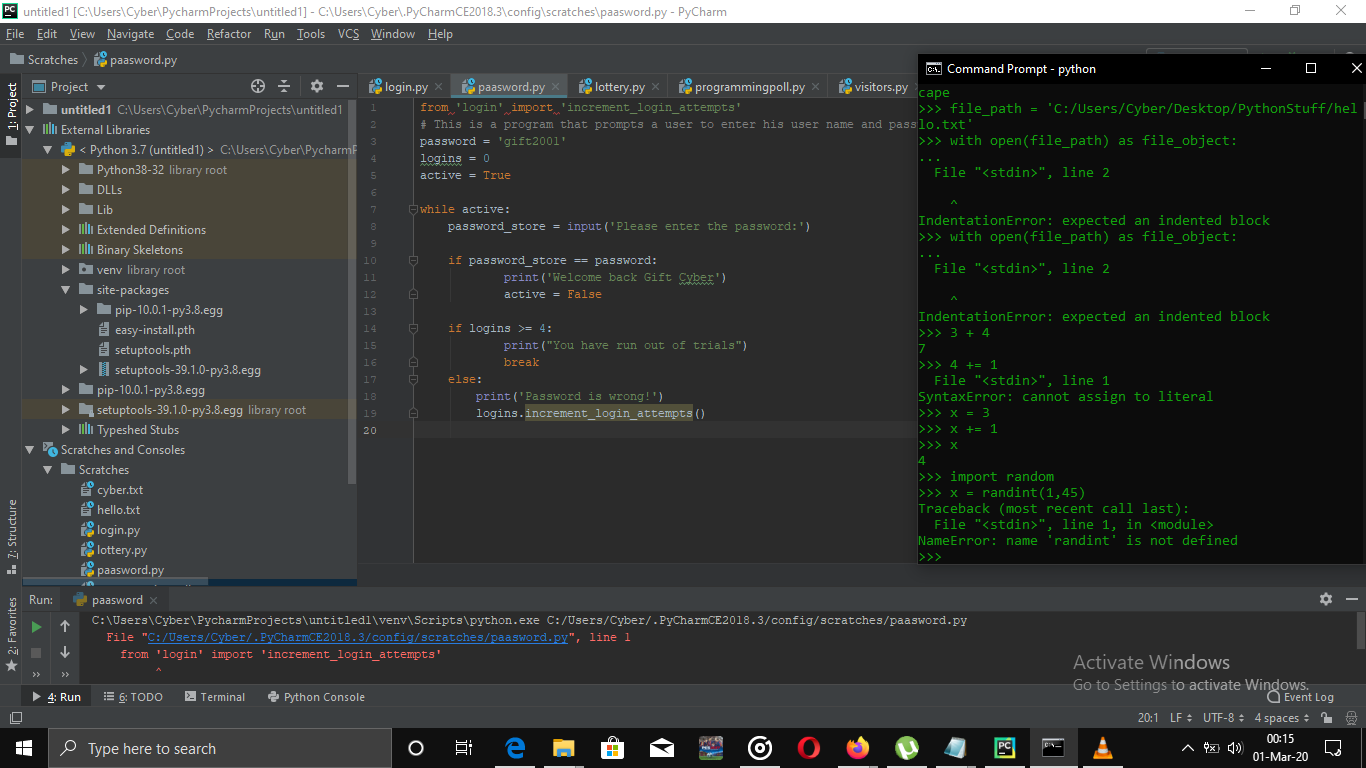 untitled1 [C:\Users\Cyber\PycharmProjects\untitled1] - C:\Users\Cyber\.PyCharmCE2018.3\config\scratches\paasword.py - PyCharm
File Edit View Navigate Code Refactor Run Tools VCS Window Help
Scratches paasword.py
1: Project
7: Structure
2: Favorites
Project
untitled1 C:\Users\Cyber\PycharmProjects\untitled1
External Libraries
< Python 3.7 (untitled1) > C:\Users\Cyber\PycharmP
Python38-32 library root
DLLs
Lib
Extended Definitions
Binary Skeletons
venv library root
site-packages
pip-10.0.1-py3.8.egg
easy-install.pth
setuptools.pth
setuptools-39.1.0-py3.8.egg
pip-10.0.1-py3.8.egg
setuptools-39.1.0-py3.8.egg library root
Typeshed Stubs
Scratches and Consoles
Scratches
cyber.txt
hello.txt
login.py
lottery.py
paasword.py
login.py paasword.py lottery.py programmingpoll.py visitors.py
1 from 'login' import 'increment_login_attempts'
2 # This is a program that prompts a user to enter his user name and pass
3 password = 'gift2001'
4 logins = 0
5 active = True
6
7 while active:
8 password_store = input('Please enter the password:')
9
10 if password_store == password:
11 print('Welcome back Gift Cyber')
12 active = False
13
14 if logins >= 4:
15 print("You have run out of trials")
16 break
17 else:
18 print('Password is wrong!')
19 logins.increment_login_attempts()
20
Command Prompt - python
cape
>>> file_path = 'C:/Users/Cyber/Desktop/PythonStuff/hel
lo.txt'
>>> with open(file_path) as file_object:
...
File "<stdin>", line 2
^
IndentationError: expected an indented block
>>> with open(file_path) as file_object:
...
File "<stdin>", line 2
^
IndentationError: expected an indented block
>>> 3 + 4
7
>>> 4 += 1
File "<stdin>", line 1
SyntaxError: cannot assign to literal
>>> x = 3
>>> x += 1
>>> x
4
>>> import random
>>> x = randint(1,45)
Traceback (most recent call last):
File "<stdin>", line 1, in <module>
NameError: name 'randint' is not defined
>>>
Run: paasword
C:\Users\Cyber\PycharmProjects\untitled1\venv\Scripts\python.exe C:/Users/Cyber/.PyCharmCE2018.3/config/scratches/paasword.py
File "C:/Users/Cyber/.PyCharmCE2018.3/config/scratches/paasword.py", line 1
from 'login' import 'increment_login_attempts'
^
Activate Windows
Go to Settings to activate Windows.
4: Run 6: TODO Terminal Python Console Event Log
20:1 LF UTF-8 4 spaces
Type here to search
00:15
01-Mar-20